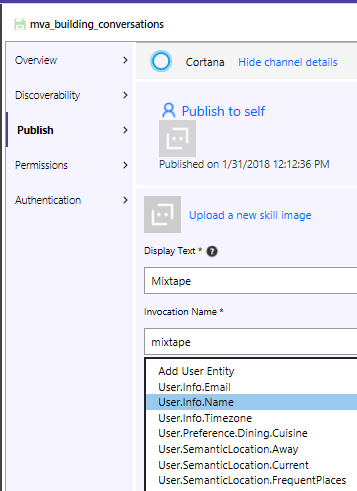 mva_building_conversations
Overview
Discoverability
Publish
Permissions
Authentication
Cortana Hide channel details
Publish to self
Published on 1/31/2018 12:12:36 PM
Upload a new skill image
Display Text * ?
Mixtape
Invocation Name *
mixtape
Add User Entity
User.Info.Email
User.Info.Name
User.Info.Timezone
User.Preference.Dining.Cuisine
User.SemanticLocation.Away
User.SemanticLocation.Current
User.SemanticLocation.FrequentPlaces